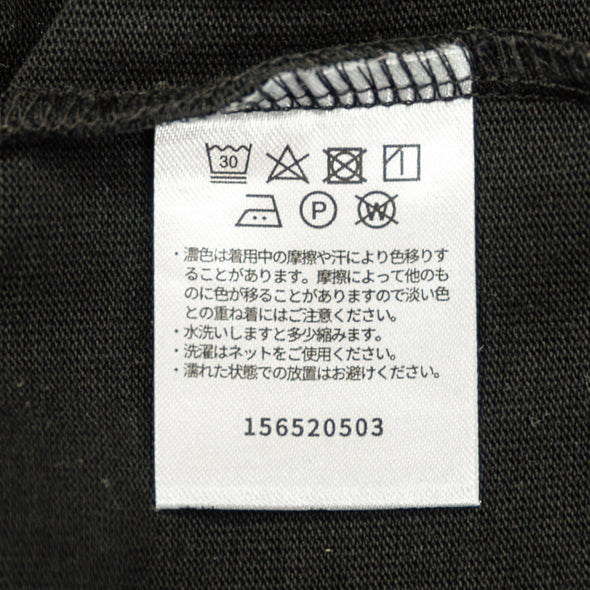 30
P
W
・濃色は着用中の摩擦や汗により色移りす
ることがあります。摩擦によって他のも
のに色が移ることがありますので淡い色
との重ね着にはご注意ください。
・水洗いしますと多少縮みます。
・洗濯はネットをご使用ください。
・濡れた状態での放置はお避けください。
156520503